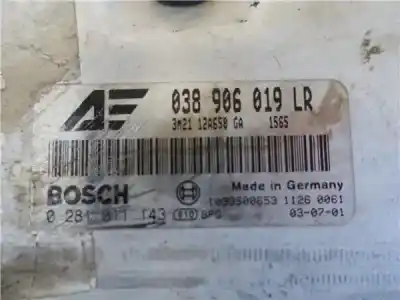 AE 038 906 019 LR
3M21 12A650 GA 1565
BOSCH Made in Germany
1039S00653 1126 0061
0 281 011 143 03-07-01